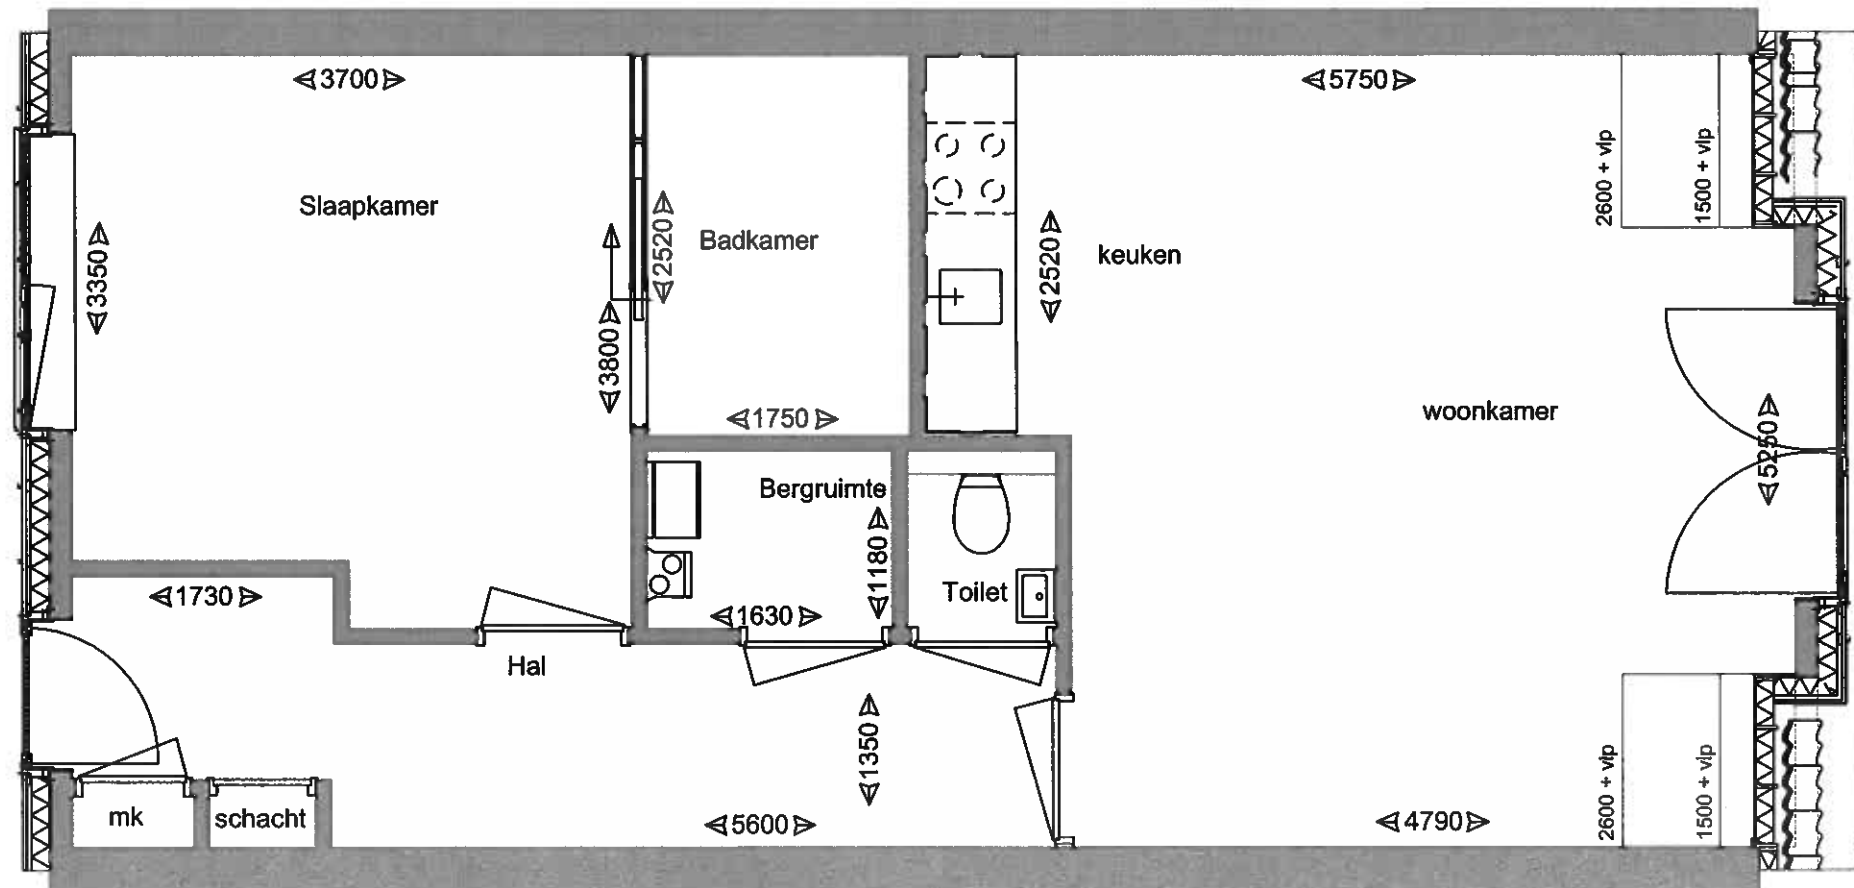 3700
5750
2600 + vlp
1500 + vlp
Slaapkamer
3350
2520
Badkamer
2520
keuken
3800
1750
woonkamer
5250
Bergruimte
1180
Toilet
1730
1630
Hal
1350
mk
schacht
5600
4790
2600 + vlp
1500 + vlp